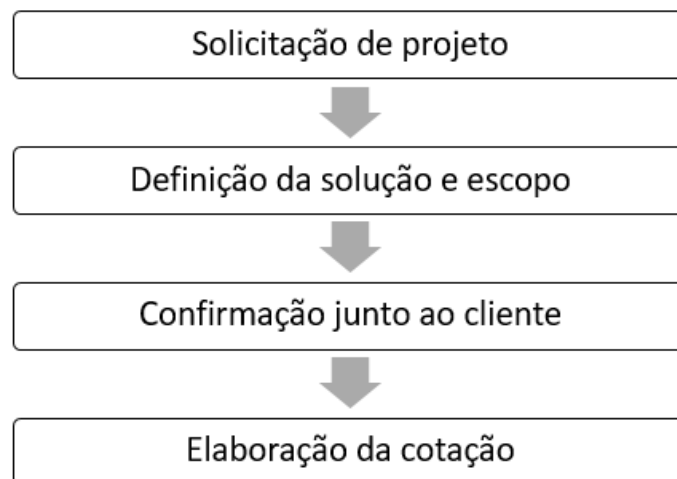 Solicitação de projeto
Definição da solução e escopo
Confirmação junto ao cliente
Elaboração da cotação